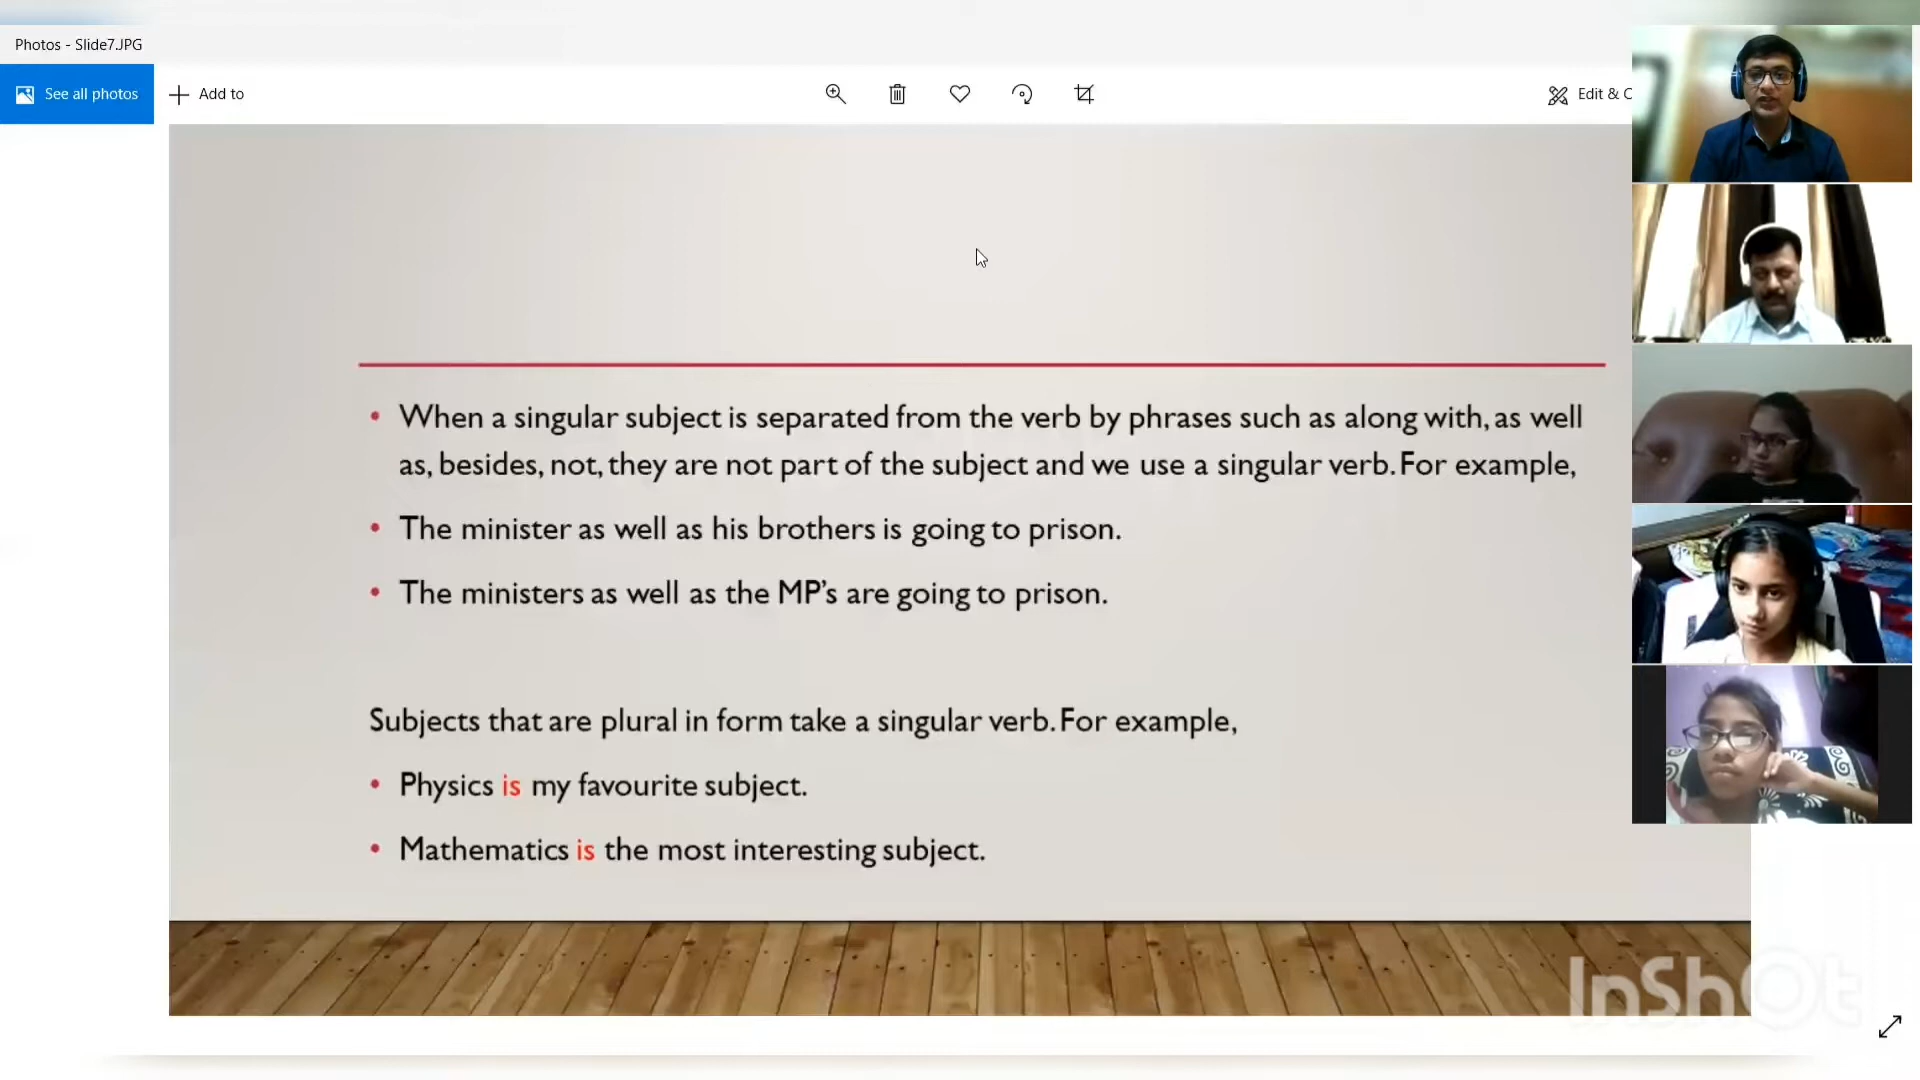 Photos - Slide7.JPG
See all photos
Add to
Edit & C
• When a singular subject is separated from the verb by phrases such as along with, as well
as, besides, not, they are not part of the subject and we use a singular verb. For example,
• The minister as well as his brothers is going to prison.
• The ministers as well as the MP's are going to prison.
Subjects that are plural in form take a singular verb. For example,
• Physics is my favourite subject.
• Mathematics is the most interesting subject.
InShOt